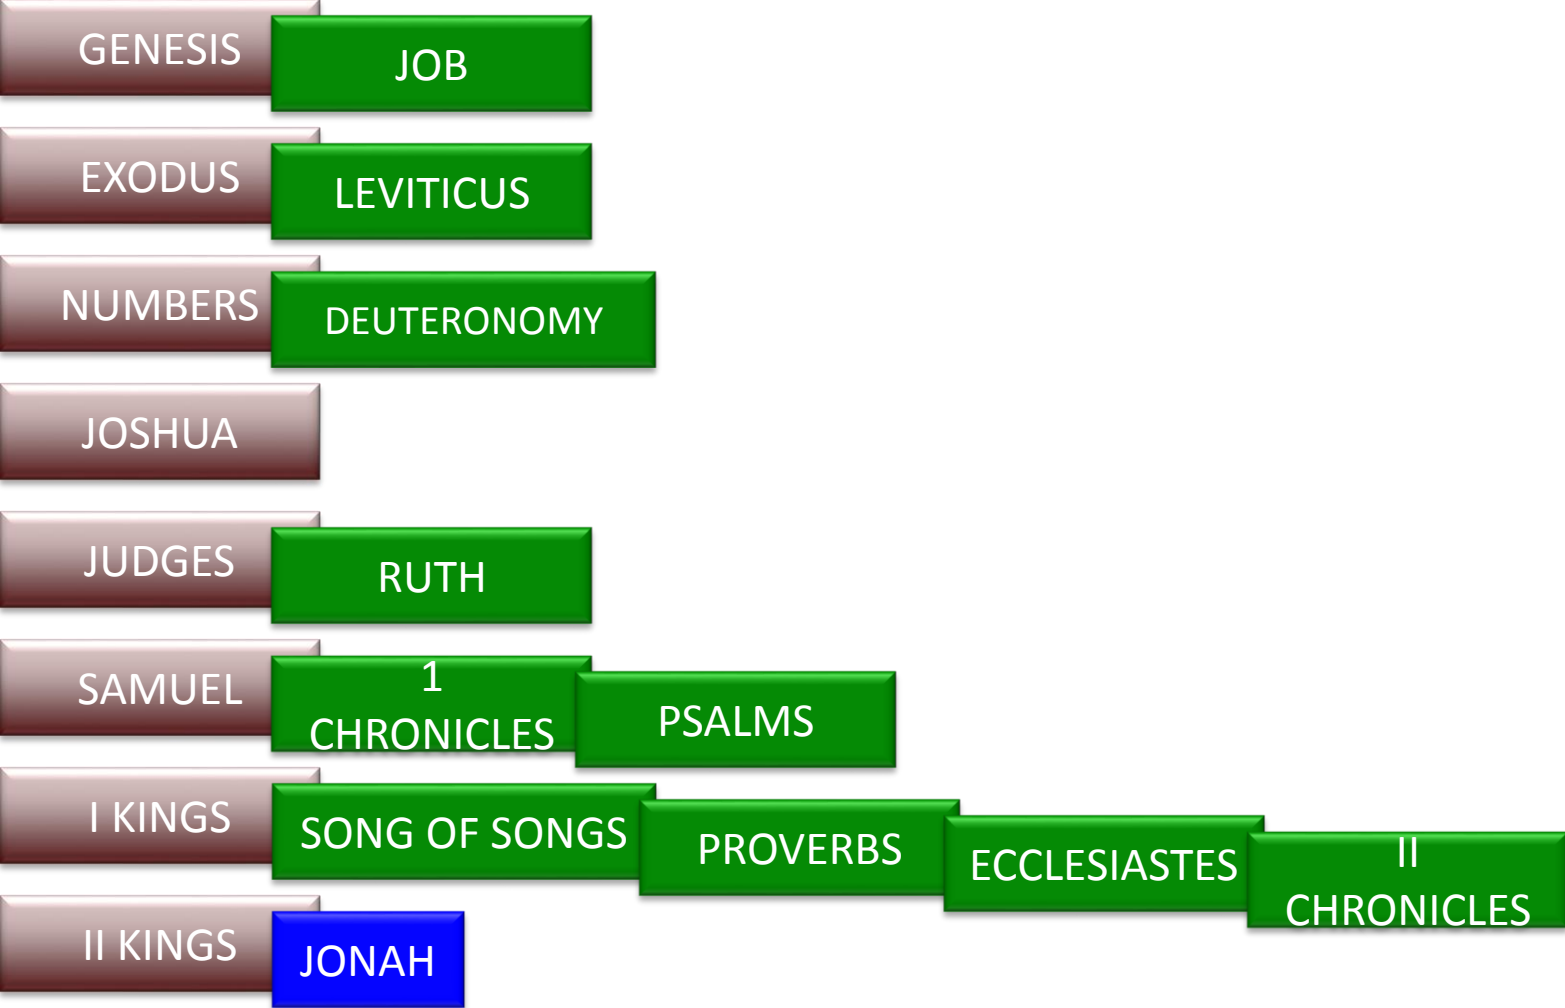 GENESIS
JOB
EXODUS
LEVITICUS
NUMBERS
DEUTERONOMY
JOSHUA
JUDGES
RUTH
SAMUEL
1
CHRONICLES
PSALMS
I KINGS
SONG OF SONGS
PROVERBS
ECCLESIASTES
II
CHRONICLES
II KINGS
JONAH